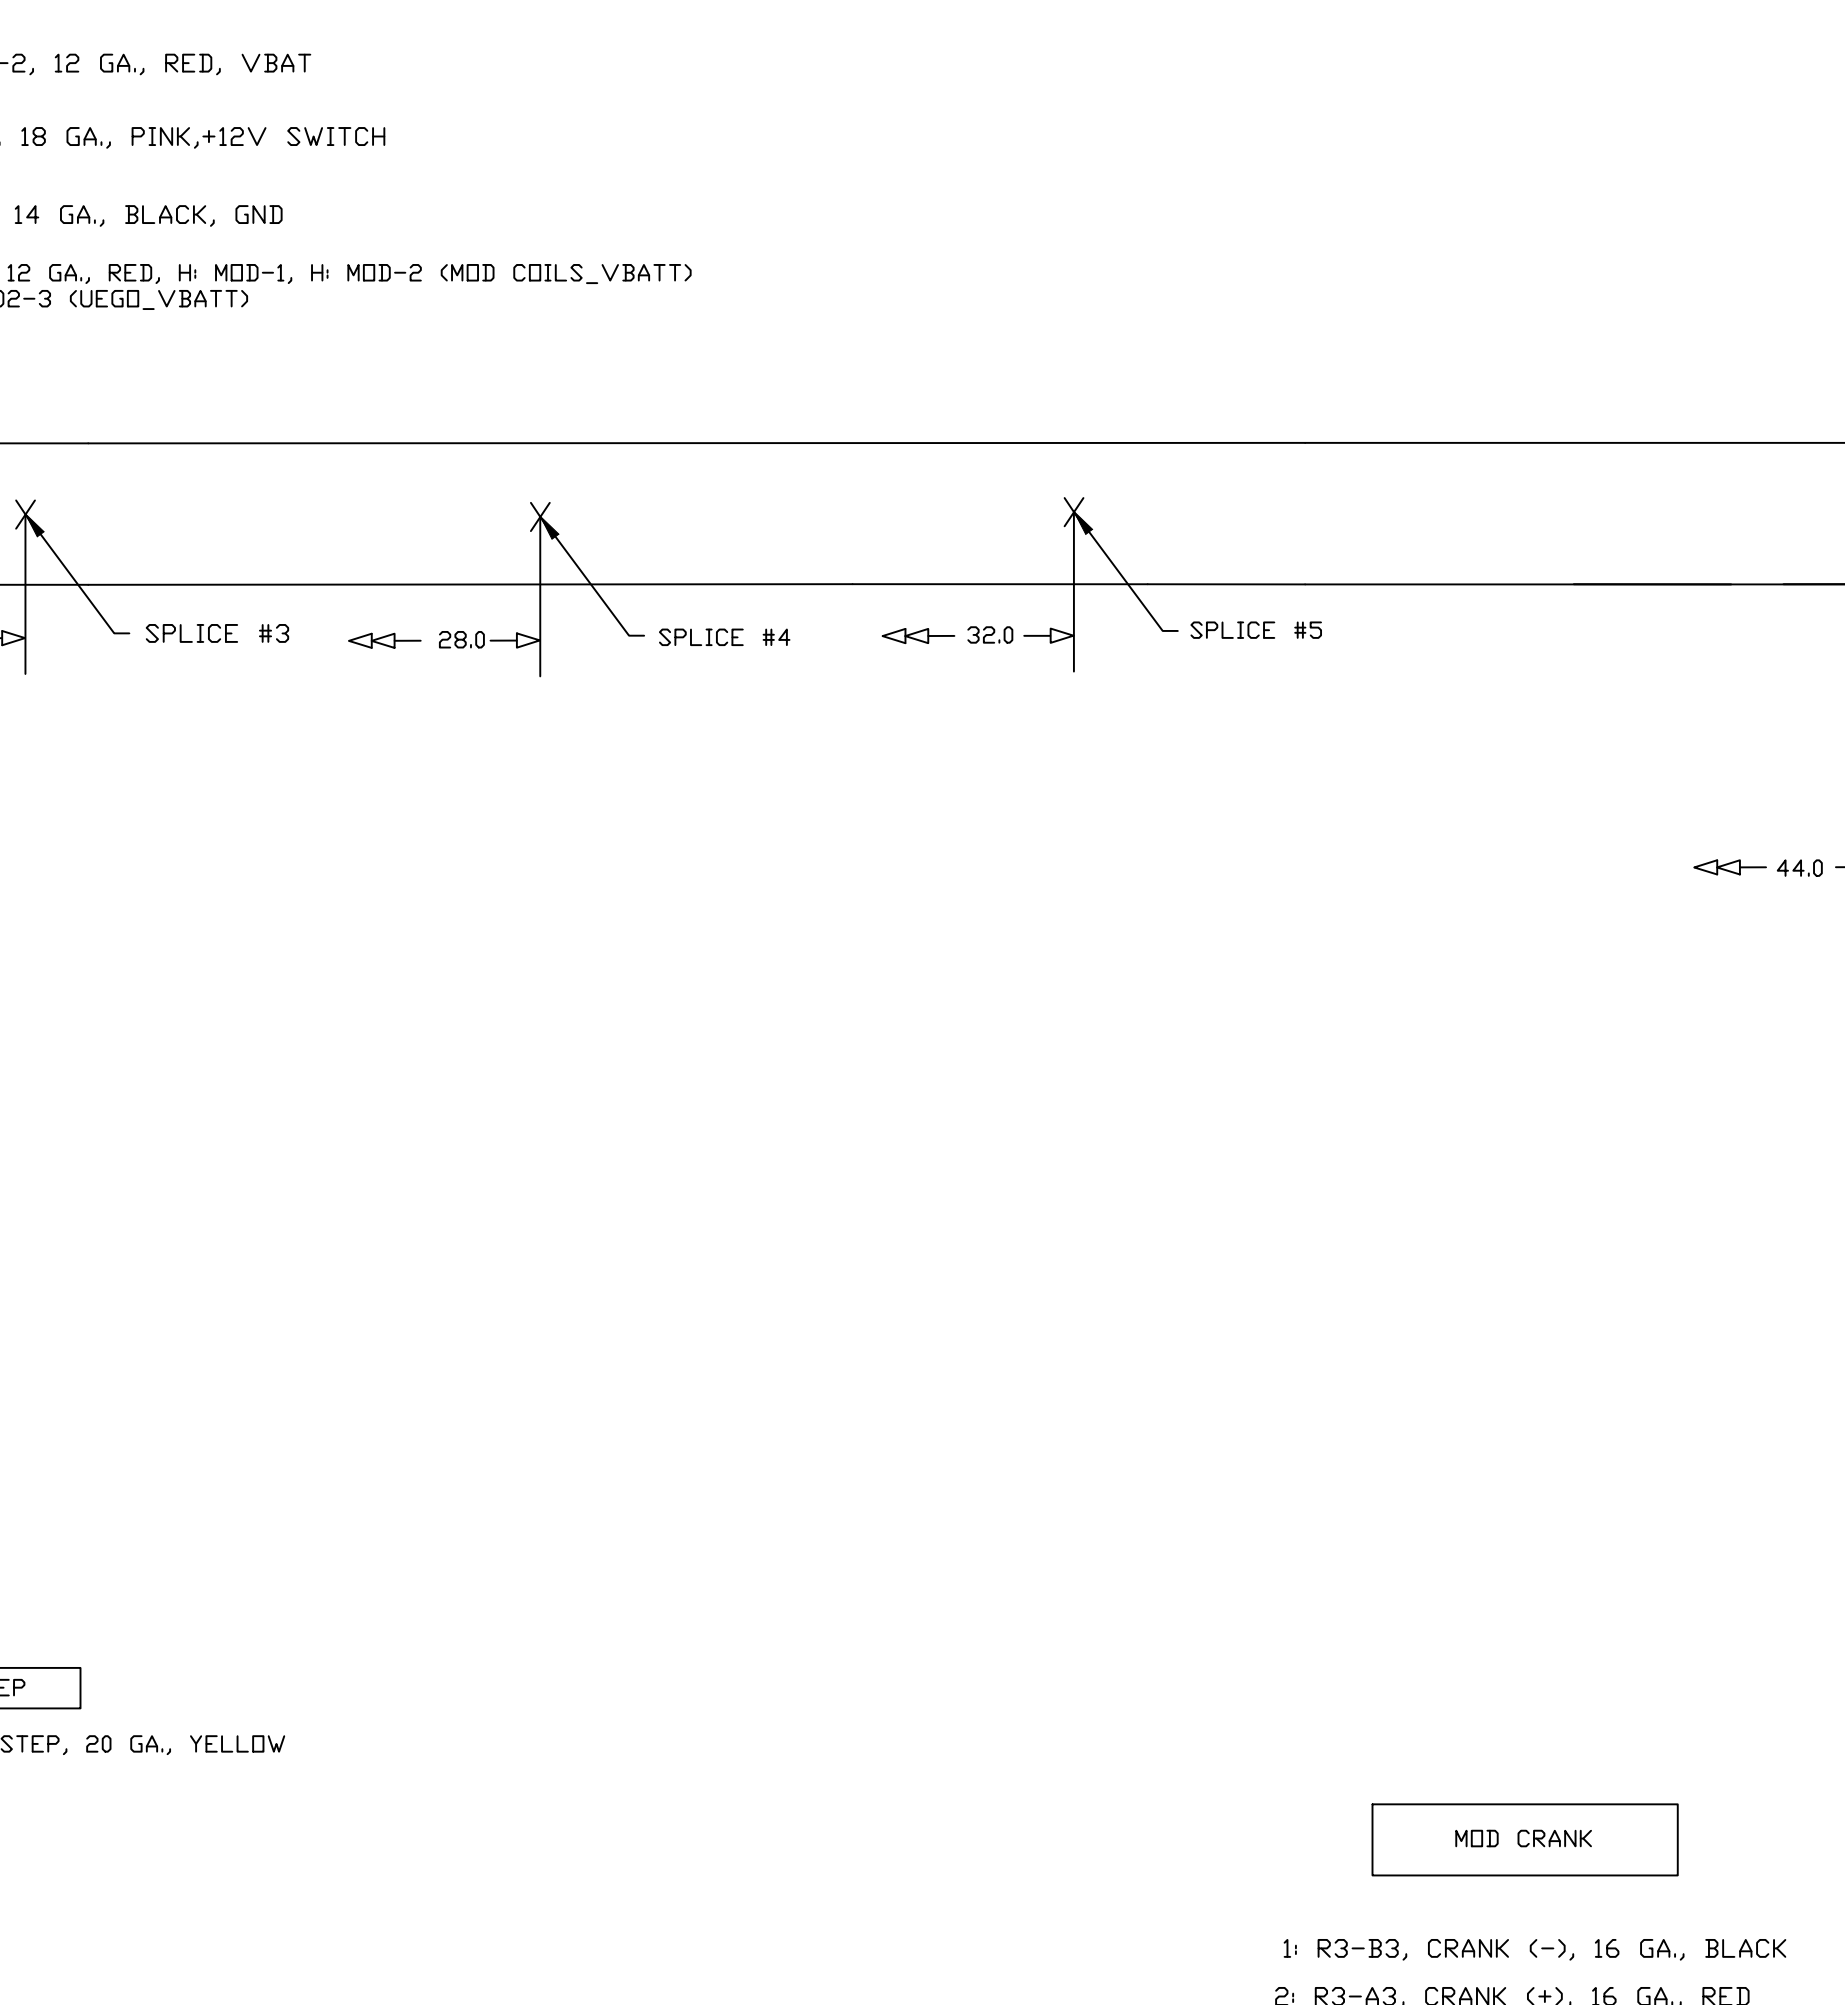 -2, 12 GA., RED, VBAT
, 18 GA., PINK,+12V SWITCH
14 GA., BLACK, GND
12 GA., RED, H: MOD-1, H: MOD-2 (MOD COILS_VBATT)
O2-3 (UEGO_VBATT)
SPLICE #3
28.0
SPLICE #4
32.0
SPLICE #5
44.0
EP
STEP, 20 GA., YELLOW
MOD CRANK
1: R3-B3, CRANK (-), 16 GA., BLACK
2: R3-A3, CRANK (+), 16 GA., RED